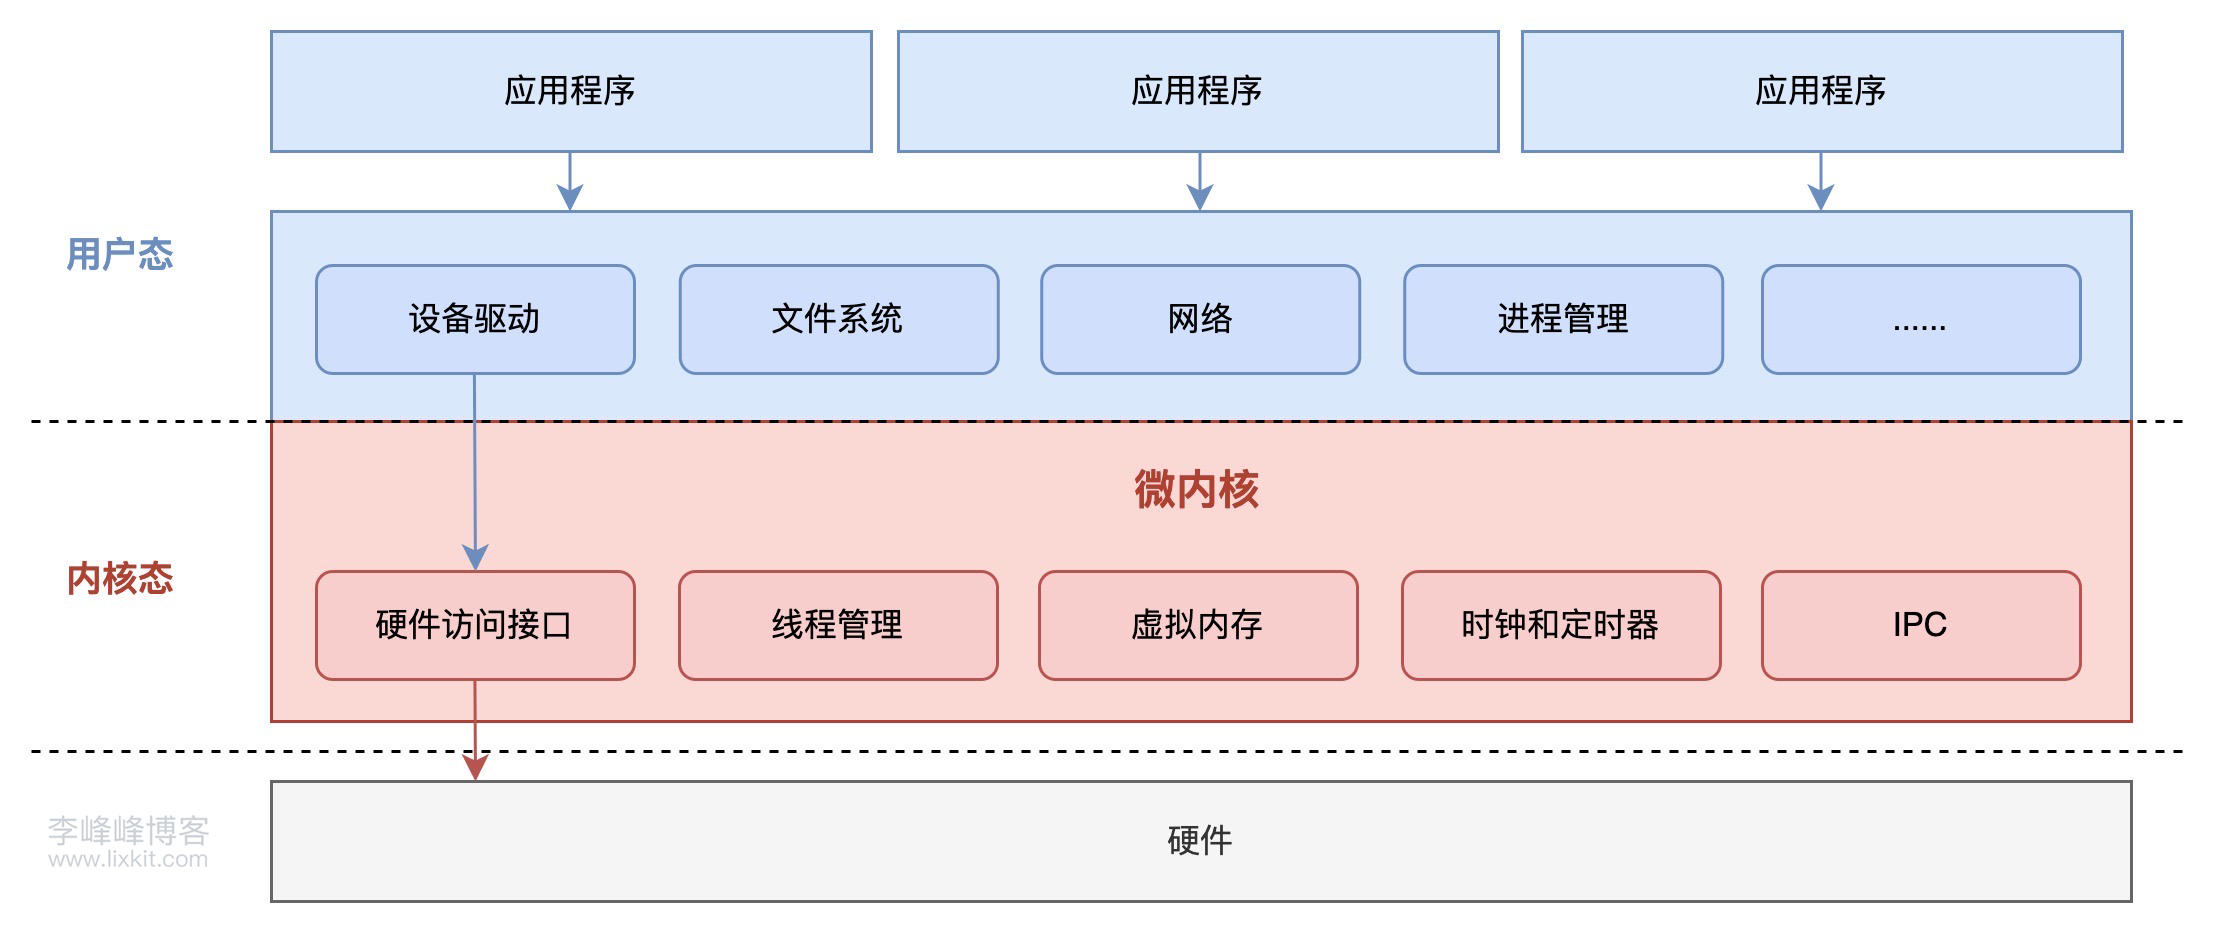 应用程序
应用程序
应用程序
用户态
设备驱动
文件系统
网络
进程管理
......
微内核
内核态
硬件访问接口
线程管理
虚拟内存
时钟和定时器
IPC
李峰峰博客
www.lixkit.com
硬件